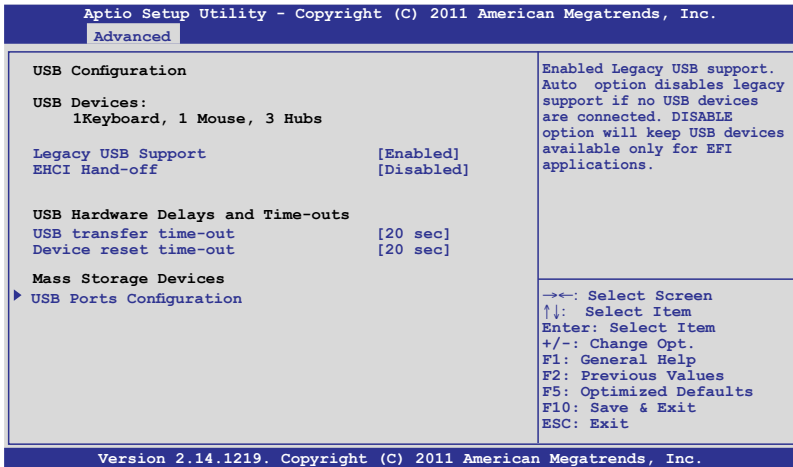 Aptio Setup Utility - Copyright (C) 2011 American Megatrends, Inc.
Advanced
USB Configuration
USB Devices:
1Keyboard, 1 Mouse, 3 Hubs
Legacy USB Support [Enabled]
EHCI Hand-off [Disabled]
USB Hardware Delays and Time-outs
USB transfer time-out [20 sec]
Device reset time-out [20 sec]
Mass Storage Devices
USB Ports Configuration
Enabled Legacy USB support.
Auto option disables legacy
support if no USB devices
are connected. DISABLE
option will keep USB devices
available only for EFI
applications.
→←: Select Screen
↑↓: Select Item
Enter: Select Item
+/-: Change Opt.
F1: General Help
F2: Previous Values
F5: Optimized Defaults
F10: Save & Exit
ESC: Exit
Version 2.14.1219. Copyright (C) 2011 American Megatrends, Inc.